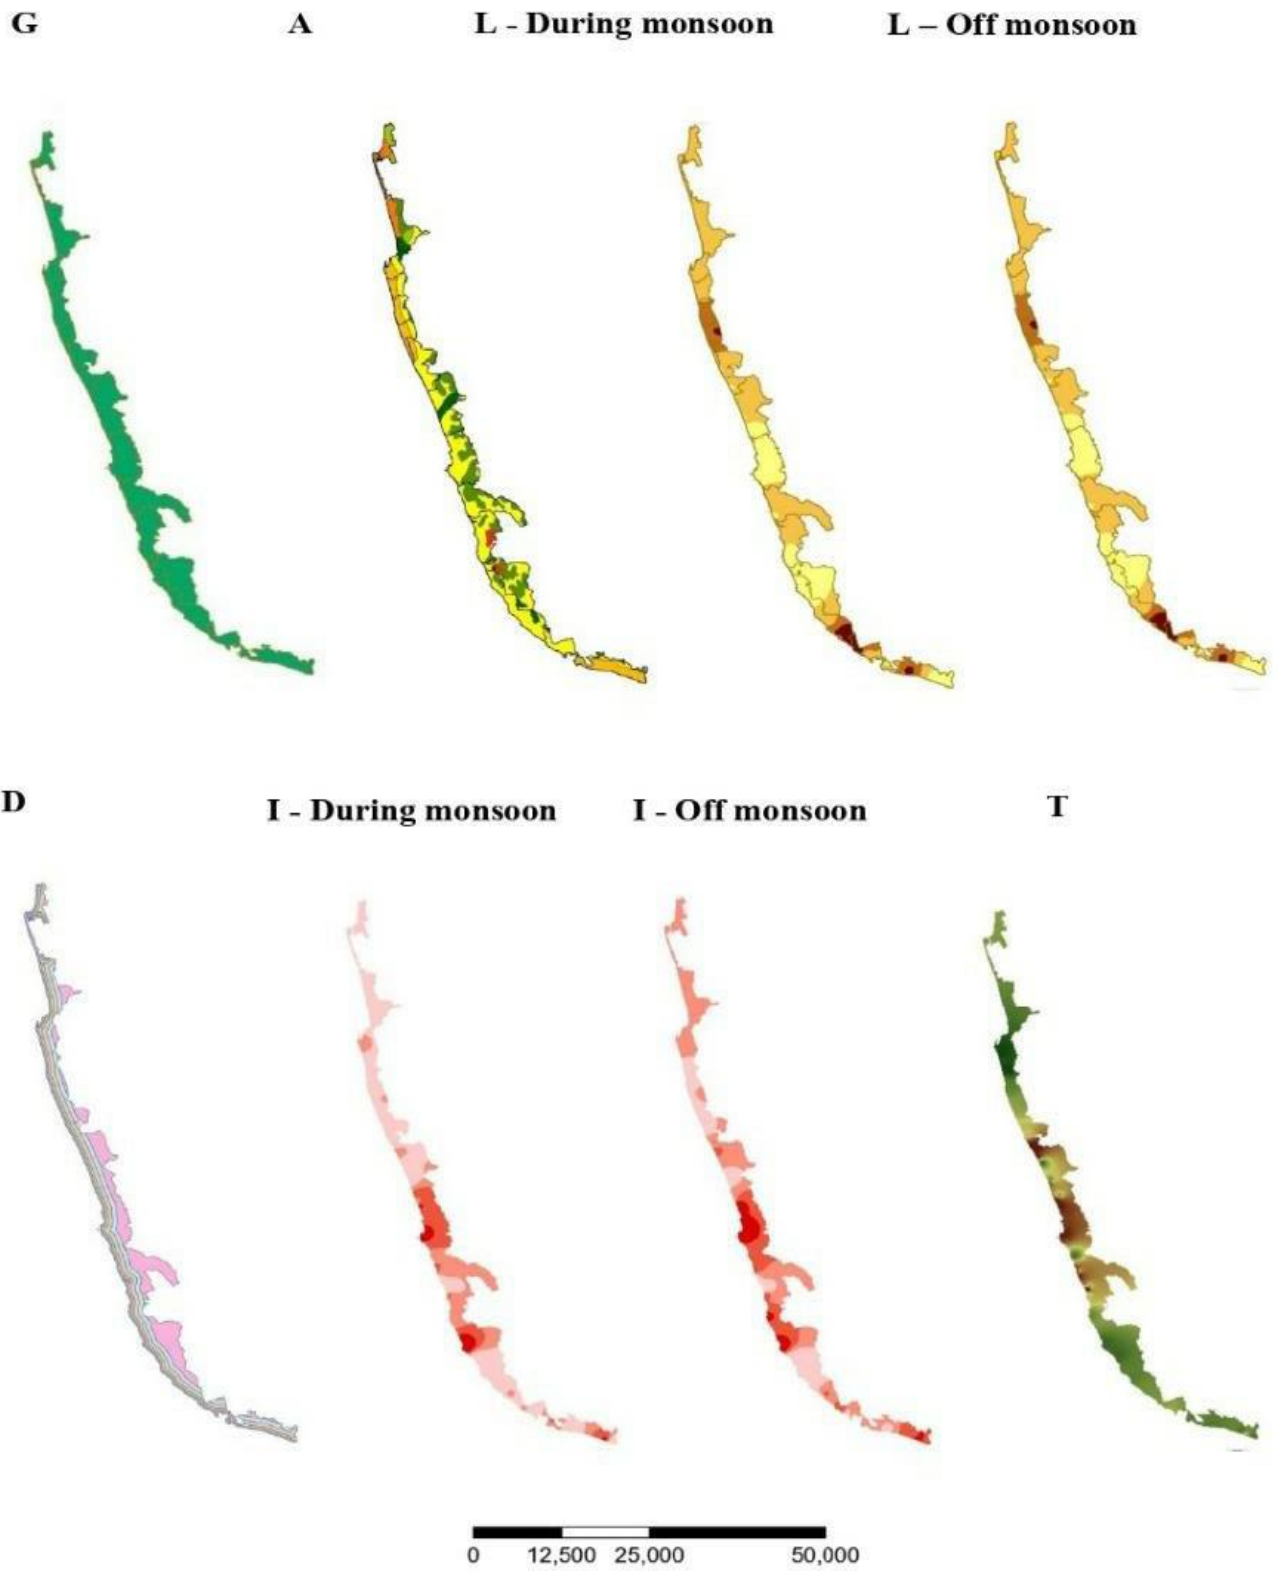 G A L - During monsoon L – Off monsoon
D I - During monsoon I - Off monsoon T
0 12,500 25,000 50,000